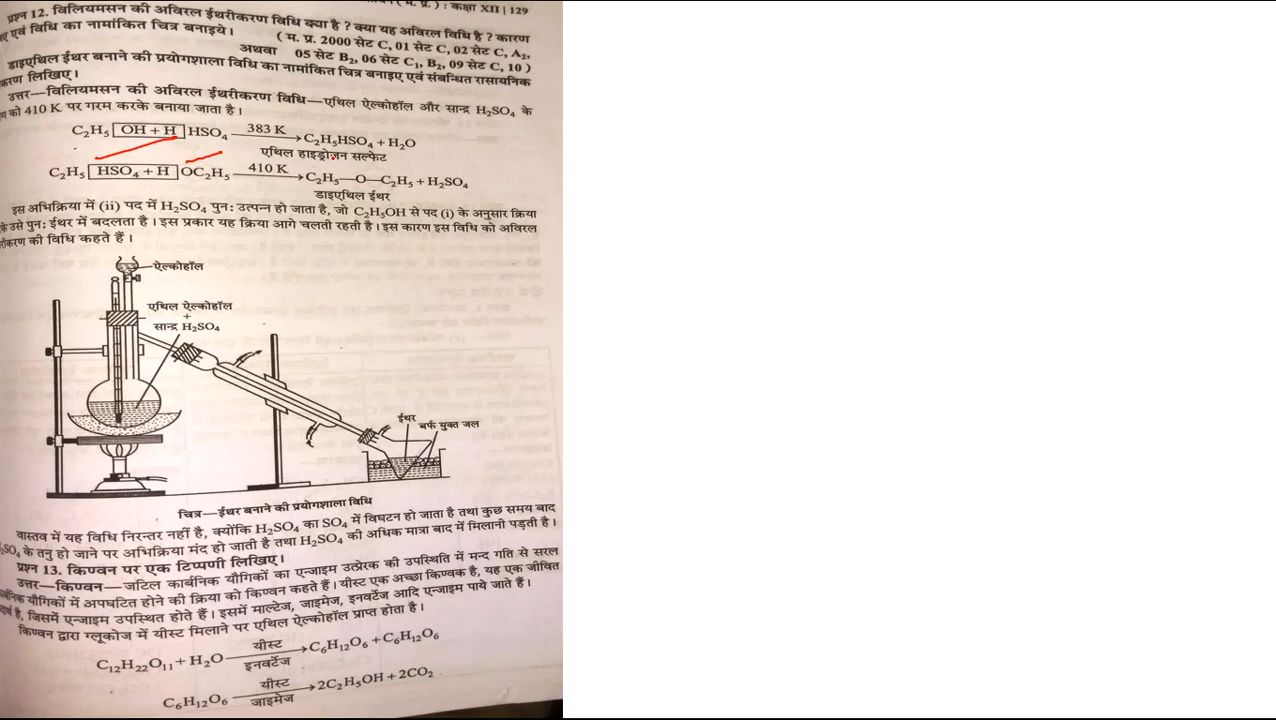 ( म. प्र. ) : कक्षा XII | 129
प्रश्न 12. विलियमसन की अविरल ईथरीकरण विधि क्या है ? क्या यह अविरल विधि है ? कारण
एवं विधि का नामांकित चित्र बनाइये।
( म. प्र. 2000 सेट C, 01 सेट C, 02 सेट C, A₂,
05 सेट B₂, 06 सेट C₁, B₂, 09 सेट C, 10 )
अथवा
डाइएथिल ईथर बनाने की प्रयोगशाला विधि का नामांकित चित्र बनाइए एवं संबन्धित रासायनिक
करण लिखिए।
उत्तर—विलियमसन की अविरल ईथरीकरण विधि—एथिल ऐल्कोहॉल और सान्द्र H₂SO₄ के
ण को 410 K पर गरम करके बनाया जाता है।
C₂H₅ OH + H HSO₄ 383 K → C₂H₅HSO₄ + H₂O
एथिल हाइड्रोजन सल्फेट
C₂H₅ HSO₄ + H OC₂H₅ 410 K → C₂H₅—O—C₂H₅ + H₂SO₄
डाइएथिल ईथर
इस अभिक्रिया में (ii) पद में H₂SO₄ पुन: उत्पन्न हो जाता है, जो C₂H₅OH से पद (i) के अनुसार क्रिया
के उसे पुन: ईथर में बदलता है। इस प्रकार यह क्रिया आगे चलती रहती है। इस कारण इस विधि को अविरल
रीकरण की विधि कहते हैं।
ऐल्कोहॉल
एथिल ऐल्कोहॉल
+
सान्द्र H₂SO₄
ईथर
बर्फ युक्त जल
चित्र—ईथर बनाने की प्रयोगशाला विधि
वास्तव में यह विधि निरन्तर नहीं है, क्योंकि H₂SO₄ का SO₄ में विघटन हो जाता है तथा कुछ समय बाद
₂SO₄ के तनु हो जाने पर अभिक्रिया मंद हो जाती है तथा H₂SO₄ की अधिक मात्रा बाद में मिलानी पड़ती है।
प्रश्न 13. किण्वन पर एक टिप्पणी लिखिए।
उत्तर—किण्वन—जटिल कार्बनिक यौगिकों का एन्जाइम उत्प्रेरक की उपस्थिति में मन्द गति से सरल
कार्बनिक यौगिकों में अपघटित होने की क्रिया को किण्वन कहते हैं। यीस्ट एक अच्छा किण्वक है, यह एक जीवित
दार्थ है, जिसमें एन्जाइम उपस्थित होते हैं। इसमें माल्टेज, जाइमेज, इनवर्टेज आदि एन्जाइम पाये जाते हैं।
किण्वन द्वारा ग्लूकोज में यीस्ट मिलाने पर एथिल ऐल्कोहॉल प्राप्त होता है।
C₁₂H₂₂O₁₁ + H₂O यीस्ट → C₆H₁₂O₆ + C₆H₁₂O₆
इनवर्टेज
C₆H₁₂O₆ यीस्ट → 2C₂H₅OH + 2CO₂
जाइमेज